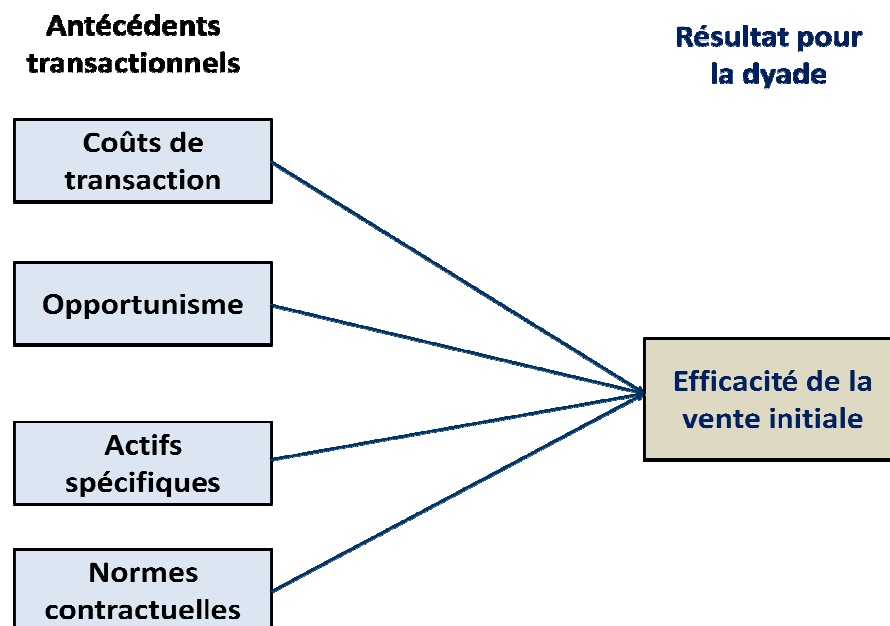 Antécédents
transactionnels
Résultat pour
la dyade
Coûts de
transaction
Opportunisme
Efficacité de la
vente initiale
Actifs
spécifiques
Normes
contractuelles